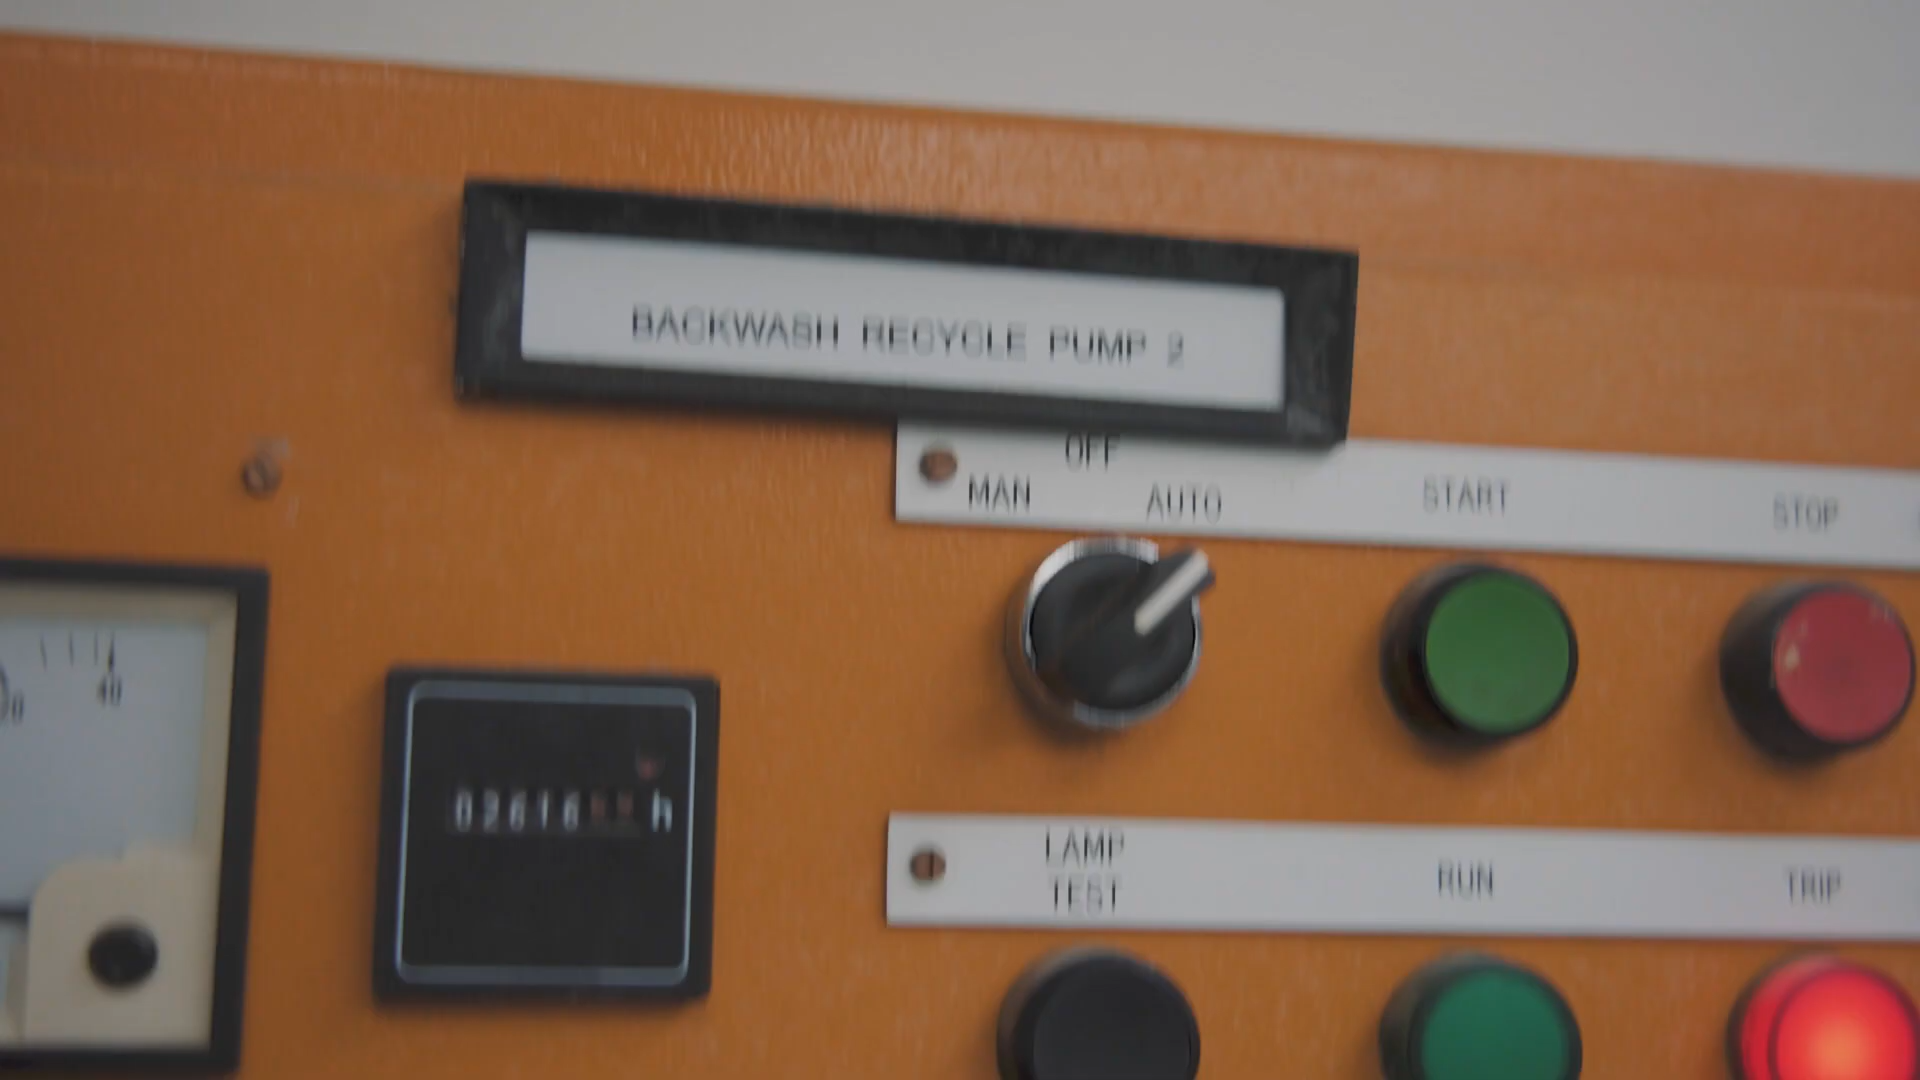 BACKWASH RECYCLE PUMP 2
OFF
MAN AUTO START STOP
40
h
LAMP
TEST
RUN TRIP